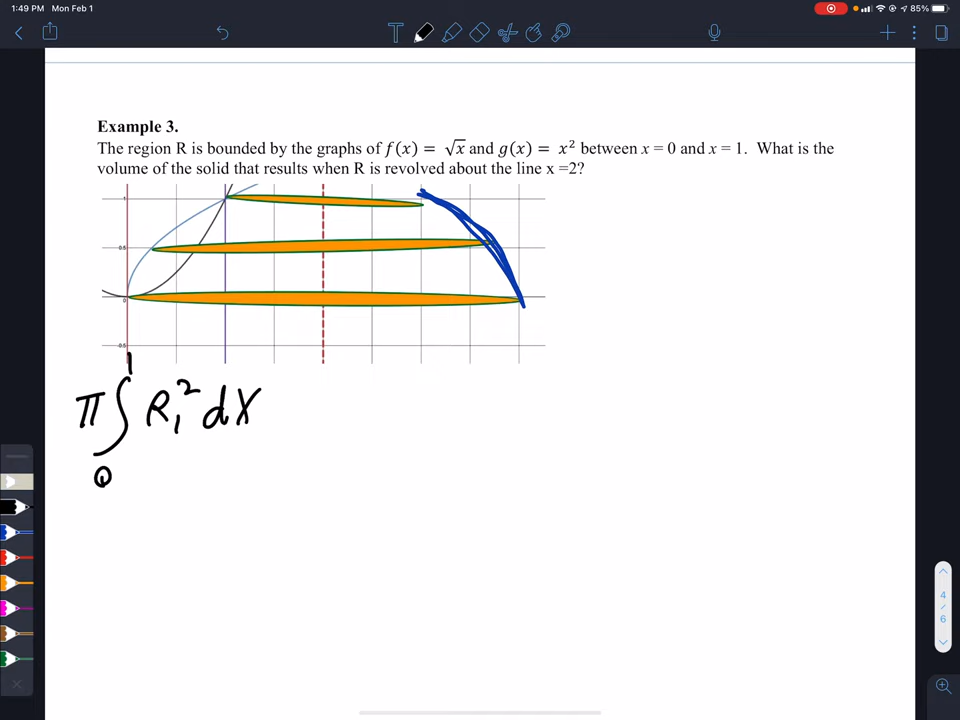 1:49 PM Mon Feb 1
85%
T
Example 3.
The region R is bounded by the graphs of f(x) = √x and g(x) = x² between x = 0 and x = 1. What is the
volume of the solid that results when R is revolved about the line x =2?
1
0.5
0
-0.5
1
π∫ R₁² dx
0
4
/
6